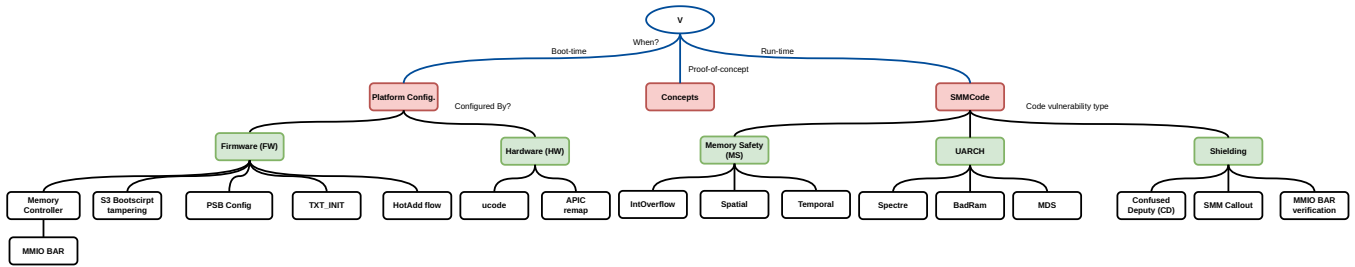 V
When?
Boot-time
Run-time
Proof-of-concept
Platform Config.
Concepts
SMMCode
Configured By?
Code vulnerability type
Firmware (FW)
Hardware (HW)
Memory Safety
(MS)
UARCH
Shielding
Memory
Controller
S3 Bootscirpt
tampering
PSB Config
TXT_INIT
HotAdd flow
ucode
APIC
remap
IntOverflow
Spatial
Temporal
Spectre
BadRam
MDS
Confused
Deputy (CD)
SMM Callout
MMIO BAR
verification
MMIO BAR